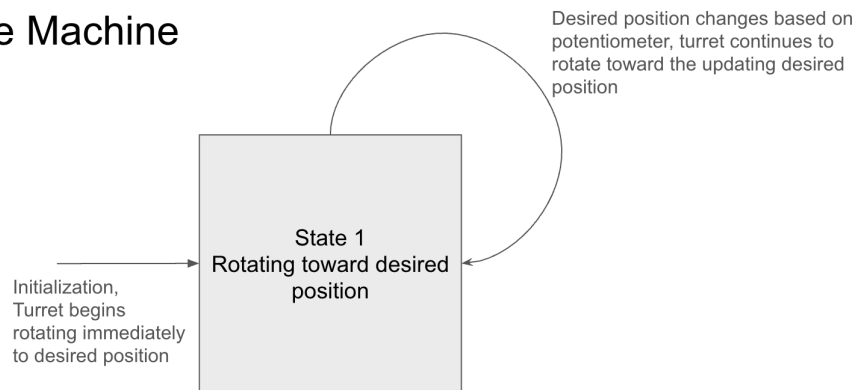 e Machine
Desired position changes based on
potentiometer, turret continues to
rotate toward the updating desired
position
State 1
Rotating toward desired
position
Initialization,
Turret begins
rotating immediately
to desired position